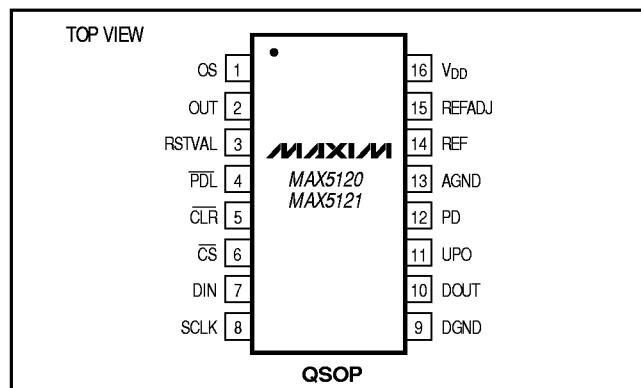 TOP VIEW
OS 1
16 VDD
OUT 2
15 REFADJ
RSTVAL 3
14 REF
PDL 4
13 AGND
CLR 5
12 PD
CS 6
11 UPO
DIN 7
10 DOUT
SCLK 8
9 DGND
MAXIM
MAX5120
MAX5121
QSOP